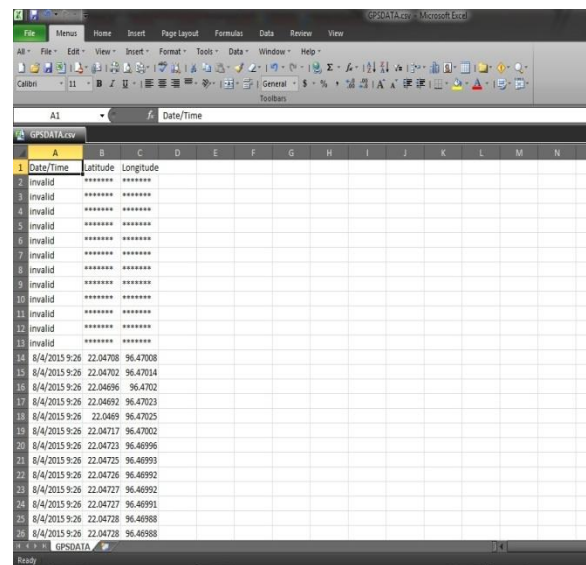 GPSDATA.csv - Microsoft Excel
File Menus Home Insert Page Layout Formulas Data Review View
All File Edit View Insert Format Tools Data Window Help
Calibri 11 B I U General $ % ,
Toolbars
A1 fx Date/Time
GPSDATA.csv
A B C D E F G H I J K L M N
1 Date/Time Latitude Longitude
2 invalid ******* *******
3 invalid ******* *******
4 invalid ******* *******
5 invalid ******* *******
6 invalid ******* *******
7 invalid ******* *******
8 invalid ******* *******
9 invalid ******* *******
10 invalid ******* *******
11 invalid ******* *******
12 invalid ******* *******
13 invalid ******* *******
14 8/4/2015 9:26 22.04708 96.47008
15 8/4/2015 9:26 22.04702 96.47014
16 8/4/2015 9:26 22.04696 96.4702
17 8/4/2015 9:26 22.04692 96.47023
18 8/4/2015 9:26 22.0469 96.47025
19 8/4/2015 9:26 22.04717 96.47002
20 8/4/2015 9:26 22.04723 96.46996
21 8/4/2015 9:26 22.04725 96.46993
22 8/4/2015 9:26 22.04726 96.46992
23 8/4/2015 9:26 22.04727 96.46992
24 8/4/2015 9:26 22.04727 96.46991
25 8/4/2015 9:26 22.04728 96.46988
26 8/4/2015 9:26 22.04728 96.46988
GPSDATA
Ready